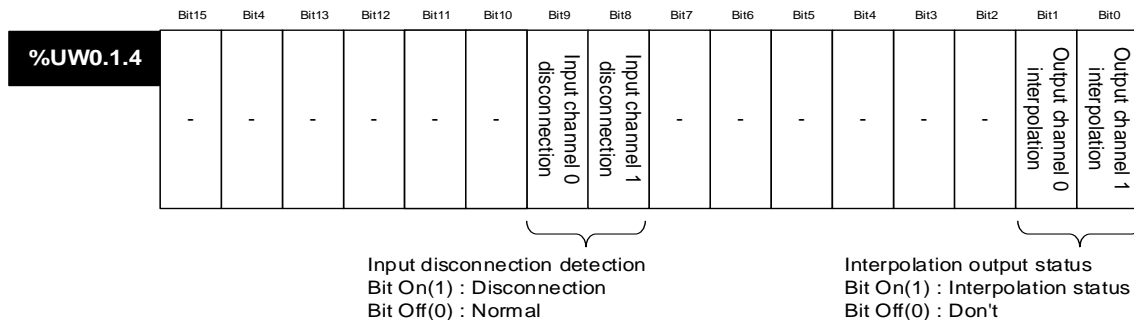 Bit15 Bit4 Bit13 Bit12 Bit11 Bit10 Bit9 Bit8 Bit7 Bit6 Bit5 Bit4 Bit3 Bit2 Bit1 Bit0
%UW0.1.4
- - - - - - Input channel 0 disconnection Input channel 1 disconnection - - - - - - Output channel 0 interpolation Output channel 1 interpolation
Input disconnection detection
Bit On(1) : Disconnection
Bit Off(0) : Normal
Interpolation output status
Bit On(1) : Interpolation status
Bit Off(0) : Don't